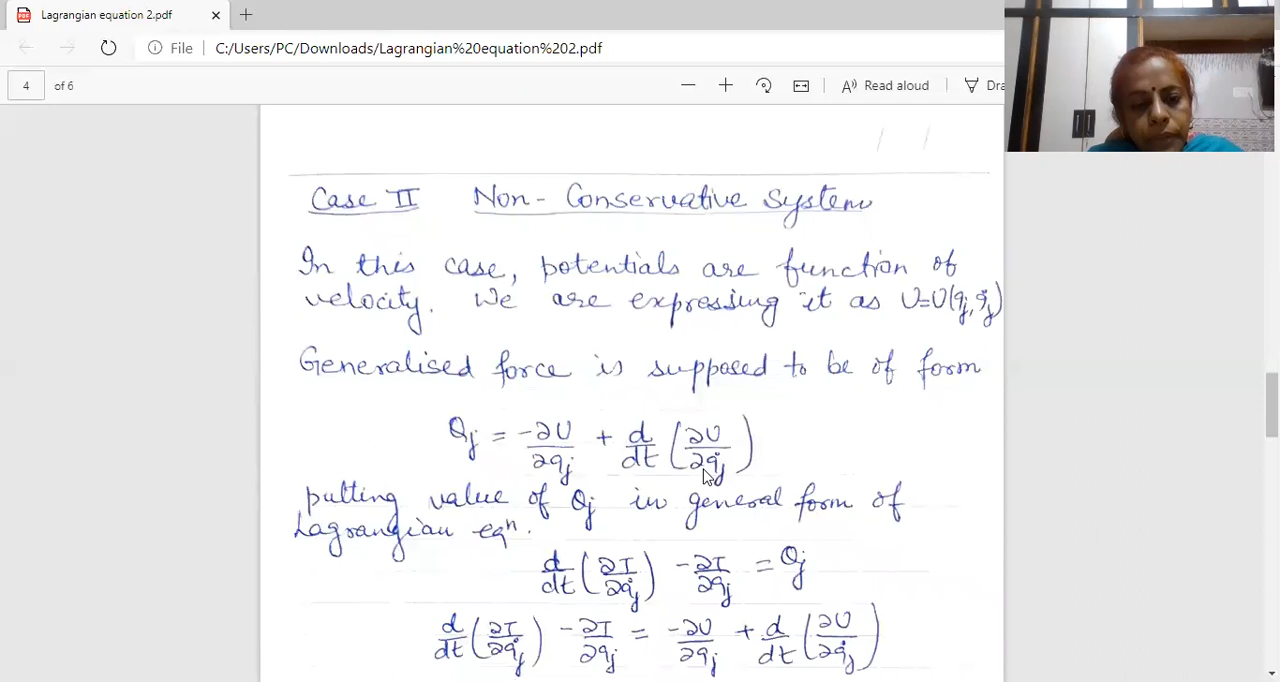 Lagrangian equation 2.pdf
File | C:/Users/PC/Downloads/Lagrangian%20equation%202.pdf
4 of 6
Read aloud
Dra
Case II Non-Conservative System
In this case, potentials are function of
velocity. We are expressing it as U=U(qj, q̇j)
Generalised force is supposed to be of form
Qj = -∂U/∂qj + d/dt (∂U/∂q̇j)
putting value of Qj in general form of
Lagrangian eqn.
d/dt (∂T/∂q̇j) - ∂T/∂qj = Qj
d/dt (∂T/∂q̇j) - ∂T/∂qj = -∂U/∂qj + d/dt (∂U/∂q̇j)